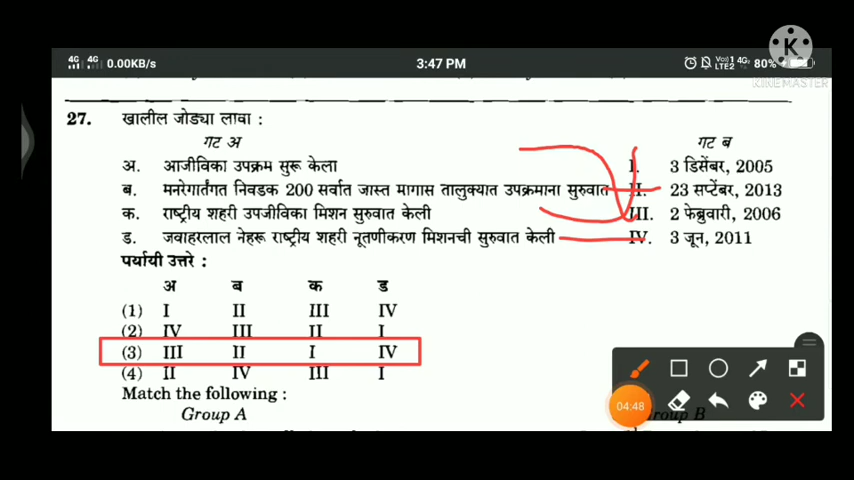 4G 4G 0.00KB/s 3:47 PM Vo) 1 4G LTE2 80%
K
KINEMASTER
27. खालील जोड्या लावा :
गट अ गट ब
अ. आजीविका उपक्रम सुरू केला I. 3 डिसेंबर, 2005
ब. मनरेगार्तंगत निवडक 200 सर्वात जास्त मागास तालुक्यात उपक्रमाना सुरुवात II. 23 सप्टेंबर, 2013
क. राष्ट्रीय शहरी उपजीविका मिशन सुरुवात केली III. 2 फेब्रुवारी, 2006
ड. जवाहरलाल नेहरू राष्ट्रीय शहरी नूतणीकरण मिशनची सुरुवात केली IV. 3 जून, 2011
पर्यायी उत्तरे :
अ ब क ड
(1) I II III IV
(2) IV III II I
(3) III II I IV
(4) II IV III I
Match the following :
Group A Group B
04:48